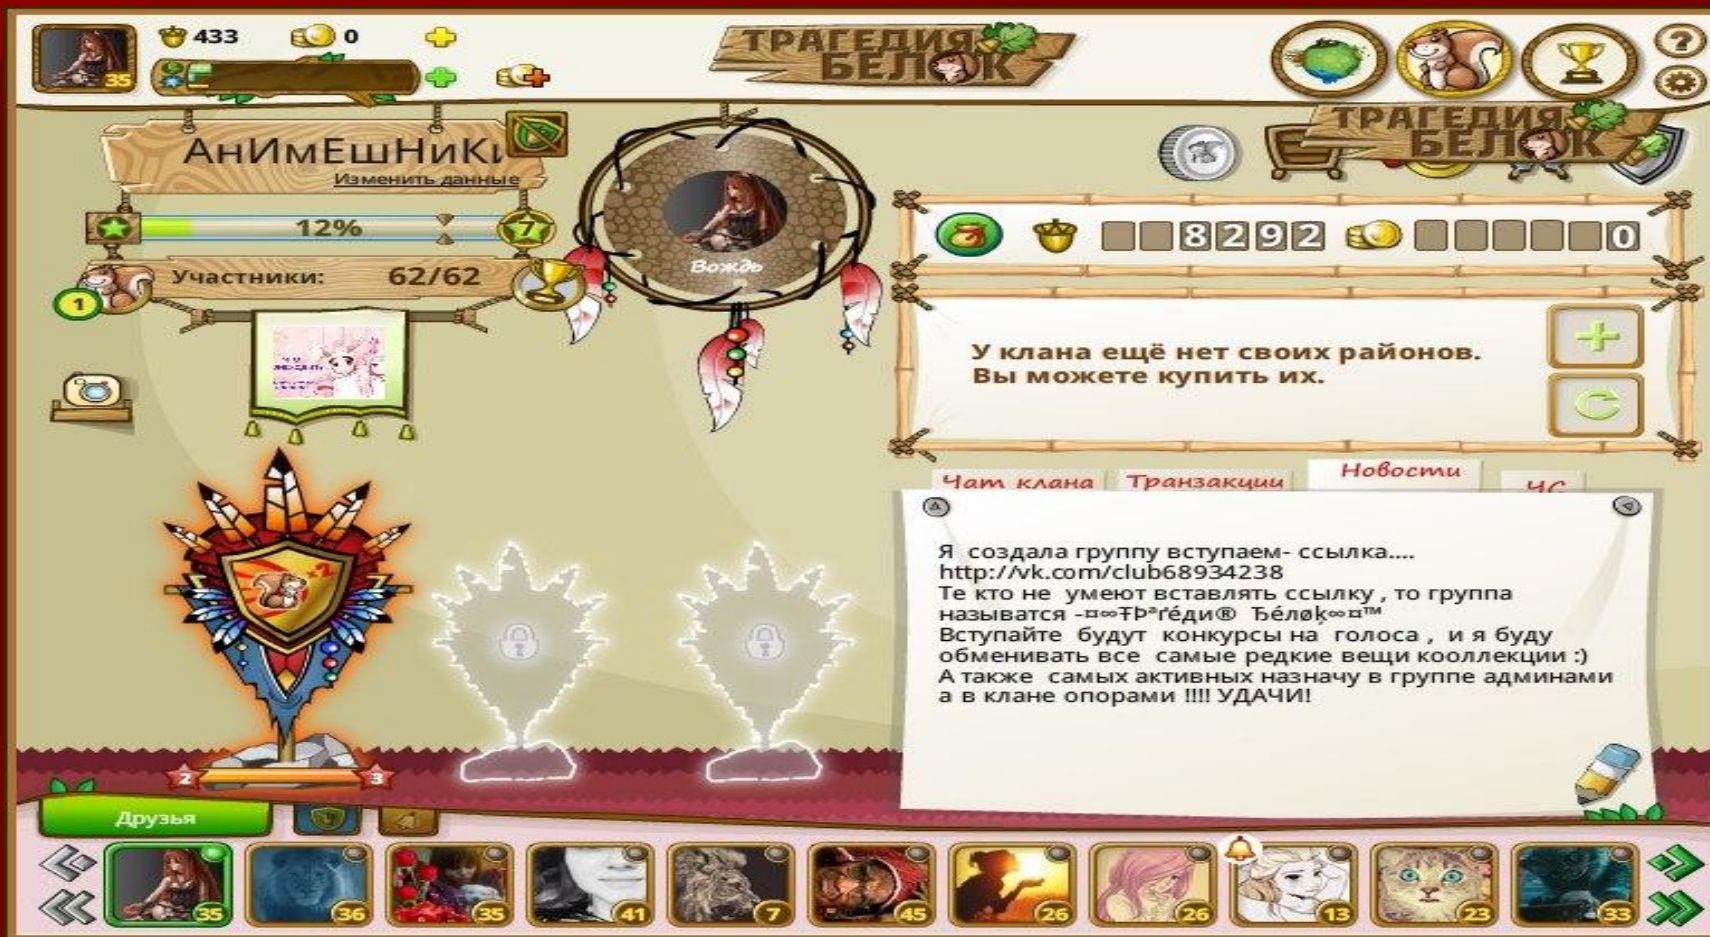 433
0
35
ТРАГЕДИЯ
БЕЛОК
?
АнИмЕшНиКи
Изменить данные
12%
7
Участники: 62/62
1
Вождь
ТРАГЕДИЯ
БЕЛОК
8292
0
У клана ещё нет своих районов.
Вы можете купить их.
Чат клана
Транзакции
Новости
ЧС
Я создала группу вступаем- ссылка....
http://vk.com/club68934238
Те кто не умеют вставлять ссылку , то группа
называтся -¤∞ŦÞªґéди® Ђéлøķ∞¤™
Вступайте будут конкурсы на голоса , и я буду
обменивать все самые редкие вещи кооллекции :)
А также самых активных назначу в группе админами
а в клане опорами !!!! УДАЧИ!
+2
2
3
Друзья
35
36
35
41
7
45
26
26
13
23
33